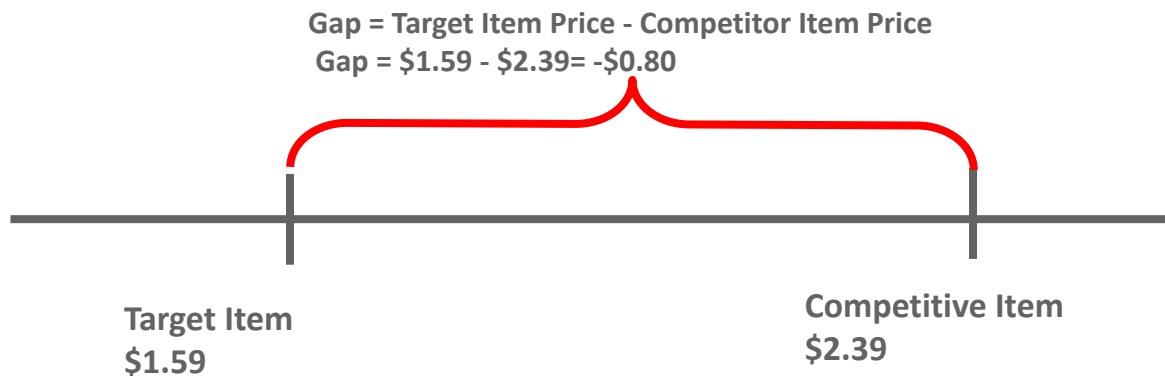 Gap = Target Item Price - Competitor Item Price
Gap = $1.59 - $2.39= -$0.80
Target Item
$1.59
Competitive Item
$2.39